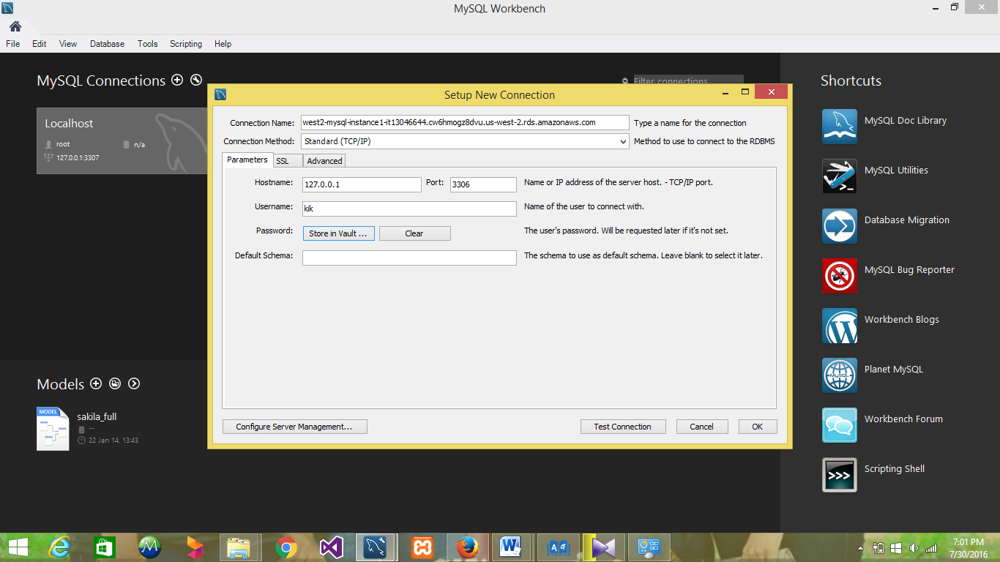 MySQL Workbench
File Edit View Database Tools Scripting Help
MySQL Connections
Filter connections
Localhost
root
n/a
127.0.0.1:3307
Setup New Connection
Connection Name: west2-mysql-instance1-it13046644.cw6hmogz8dvu.us-west-2.rds.amazonaws.com Type a name for the connection
Connection Method: Standard (TCP/IP) Method to use to connect to the RDBMS
Parameters SSL Advanced
Hostname: 127.0.0.1 Port: 3306 Name or IP address of the server host. - TCP/IP port.
Username: kik Name of the user to connect with.
Password: Store in Vault ... Clear The user's password. Will be requested later if it's not set.
Default Schema: The schema to use as default schema. Leave blank to select it later.
Configure Server Management... Test Connection Cancel OK
Models
MODEL
sakila_full
--
22 Jan 14, 13:43
Shortcuts
MySQL Doc Library
MySQL Utilities
Database Migration
MySQL Bug Reporter
Workbench Blogs
MySQL
Planet MySQL
Workbench Forum
>>>
Scripting Shell
7:01 PM
7/30/2016